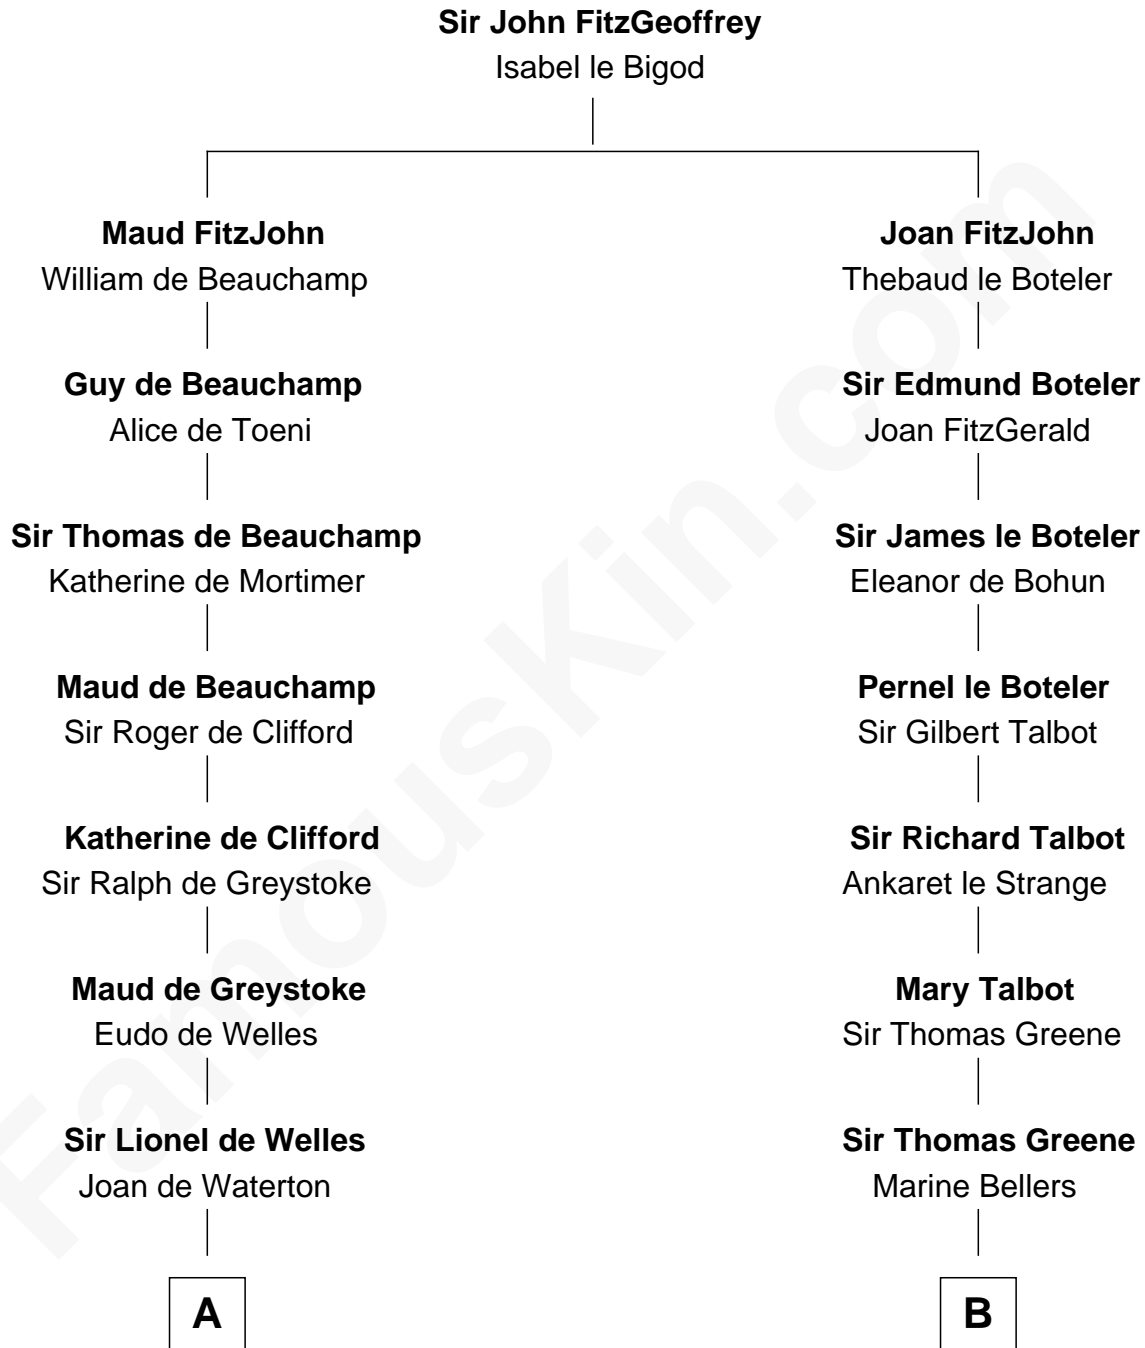 Sir John FitzGeoffrey
Isabel le Bigod
Maud FitzJohn
William de Beauchamp
Guy de Beauchamp
Alice de Toeni
Sir Thomas de Beauchamp
Katherine de Mortimer
Maud de Beauchamp
Sir Roger de Clifford
Katherine de Clifford
Sir Ralph de Greystoke
Maud de Greystoke
Eudo de Welles
Sir Lionel de Welles
Joan de Waterton
A
Joan FitzJohn
Thebaud le Boteler
Sir Edmund Boteler
Joan FitzGerald
Sir James le Boteler
Eleanor de Bohun
Pernel le Boteler
Sir Gilbert Talbot
Sir Richard Talbot
Ankaret le Strange
Mary Talbot
Sir Thomas Greene
Sir Thomas Greene
Marine Bellers
B
FamousKin.com